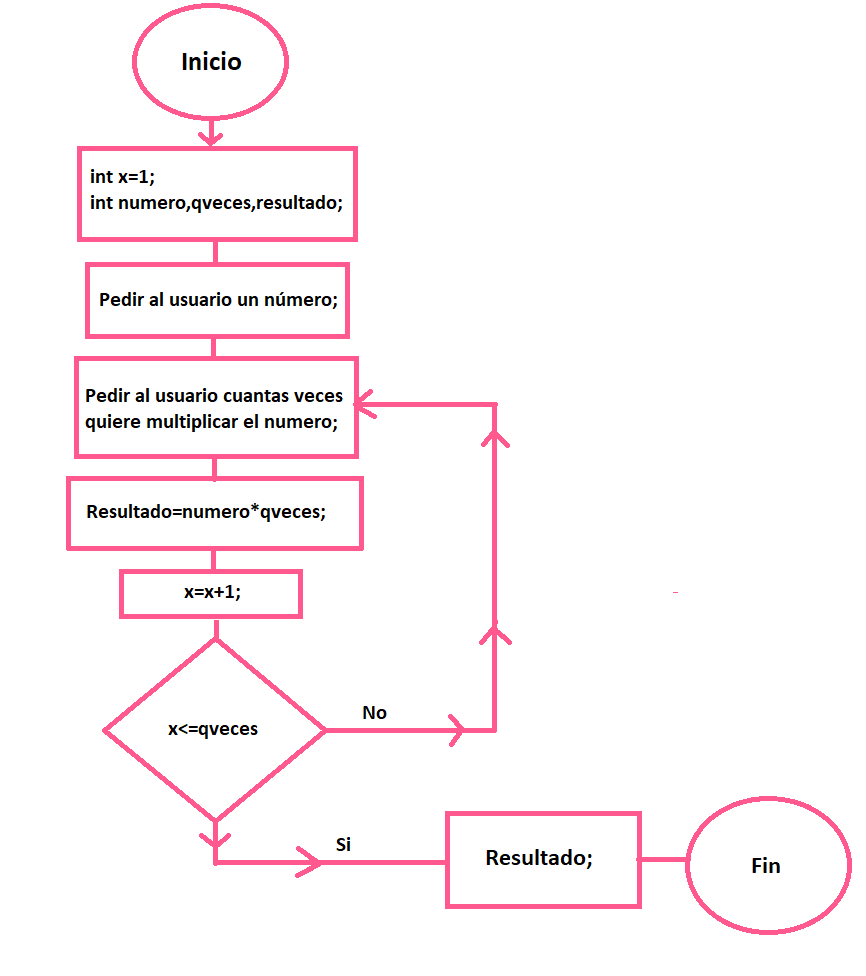 Inicio
int x=1;
int numero,qveces,resultado;
Pedir al usuario un número;
Pedir al usuario cuantas veces
quiere multiplicar el numero;
Resultado=numero*qveces;
x=x+1;
x<=qveces
No
Si
Resultado;
Fin